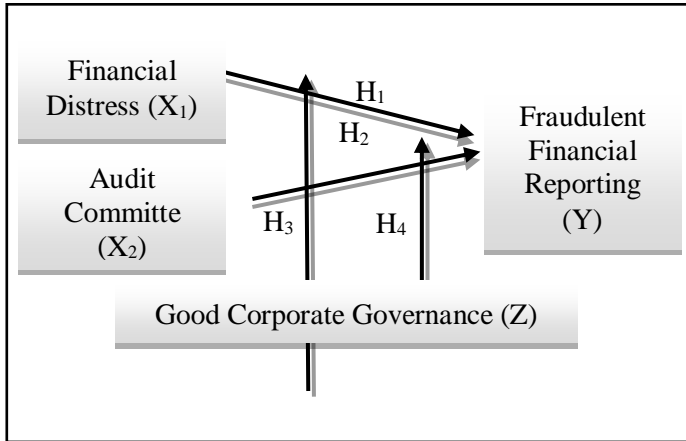 Financial
Distress (X₁)
H₁
H₂
Fraudulent
Financial
Reporting
(Y)
Audit
Committe
(X₂)
H₃
H₄
Good Corporate Governance (Z)